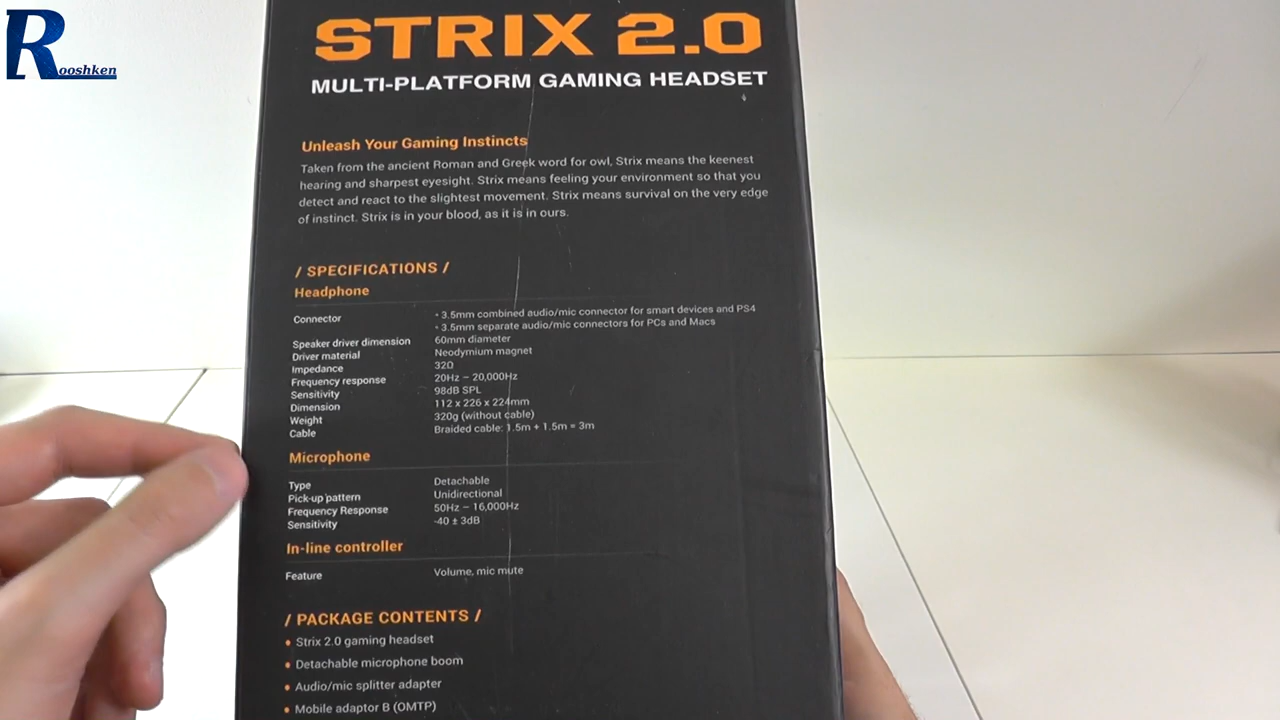 Rooshken
STRIX 2.0
MULTI-PLATFORM GAMING HEADSET
Unleash Your Gaming Instincts
Taken from the ancient Roman and Greek word for owl, Strix means the keenest
hearing and sharpest eyesight. Strix means feeling your environment so that you
detect and react to the slightest movement. Strix means survival on the very edge
of instinct. Strix is in your blood, as it is in ours.
/ SPECIFICATIONS /
Headphone
Connector • 3.5mm combined audio/mic connector for smart devices and PS4
• 3.5mm separate audio/mic connectors for PCs and Macs
Speaker driver dimension 60mm diameter
Driver material Neodymium magnet
Impedance 32Ω
Frequency response 20Hz – 20,000Hz
Sensitivity 98dB SPL
Dimension 112 x 226 x 224mm
Weight 320g (without cable)
Cable Braided cable: 1.5m + 1.5m = 3m
Microphone
Type Detachable
Pick-up pattern Unidirectional
Frequency Response 50Hz – 16,000Hz
Sensitivity -40 ± 3dB
In-line controller
Feature Volume, mic mute
/ PACKAGE CONTENTS /
• Strix 2.0 gaming headset
• Detachable microphone boom
• Audio/mic splitter adapter
• Mobile adaptor B (OMTP)